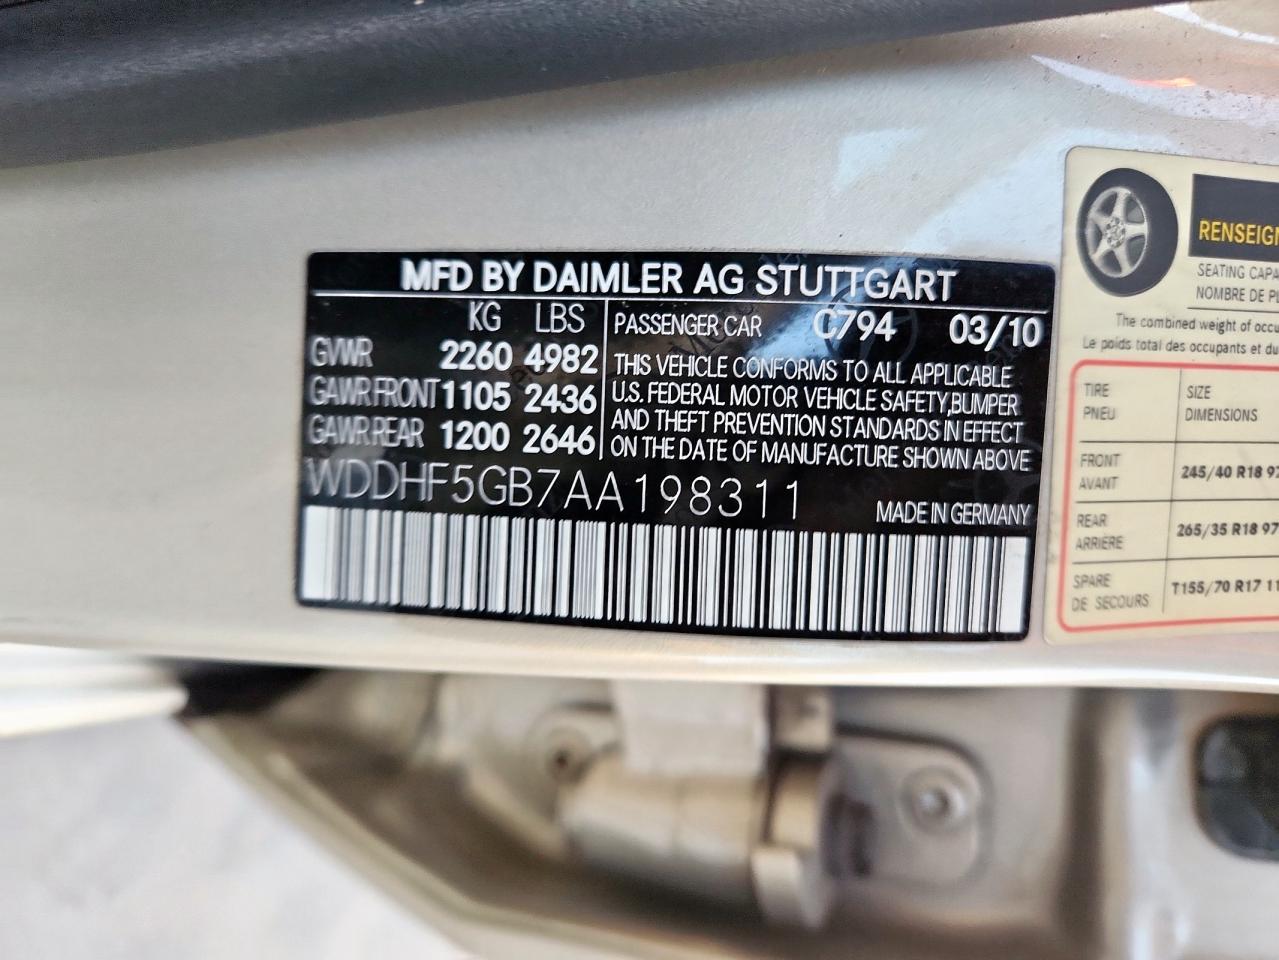 MFD BY DAIMLER AG STUTTGART
KG LBS
GVWR 2260 4982
GAWR FRONT 1105 2436
GAWR REAR 1200 2646
PASSENGER CAR C794 03/10
THIS VEHICLE CONFORMS TO ALL APPLICABLE
U.S. FEDERAL MOTOR VEHICLE SAFETY,BUMPER
AND THEFT PREVENTION STANDARDS IN EFFECT
ON THE DATE OF MANUFACTURE SHOWN ABOVE
WDDHF5GB7AA198311
MADE IN GERMANY
RENSEIGN
SEATING CAPA
NOMBRE DE P
The combined weight of occu
Le poids total des occupants et du
TIRE SIZE
PNEU DIMENSIONS
FRONT
AVANT
245/40 R18 97
REAR
ARRIÈRE
265/35 R18 97
SPARE
DE SECOURS
T155/70 R17 11